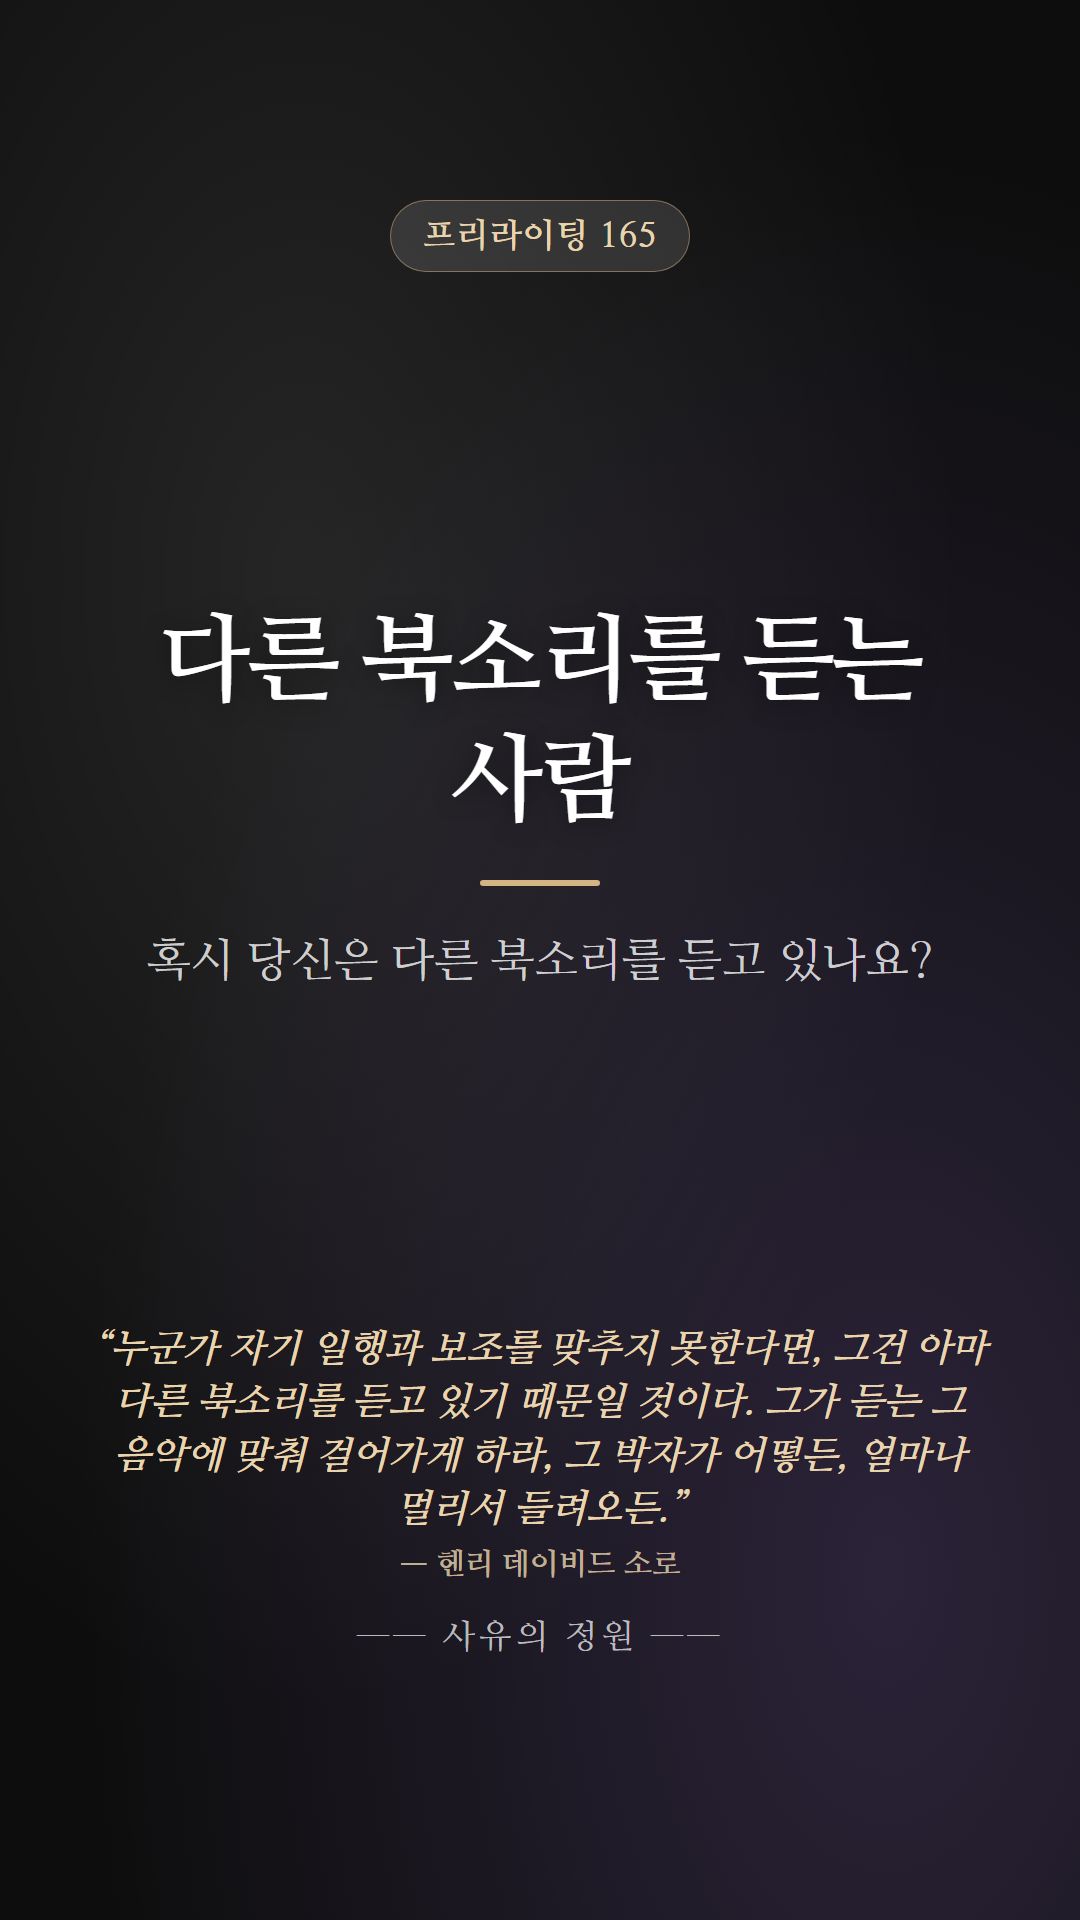 프리라이팅 165
다른 북소리를 듣는
사람
혹시 당신은 다른 북소리를 듣고 있나요?
“누군가 자기 일행과 보조를 맞추지 못한다면, 그건 아마
다른 북소리를 듣고 있기 때문일 것이다. 그가 듣는 그
음악에 맞춰 걸어가게 하라, 그 박자가 어떻든, 얼마나
멀리서 들려오든.”
— 헨리 데이비드 소로
—— 사유의 정원 ——